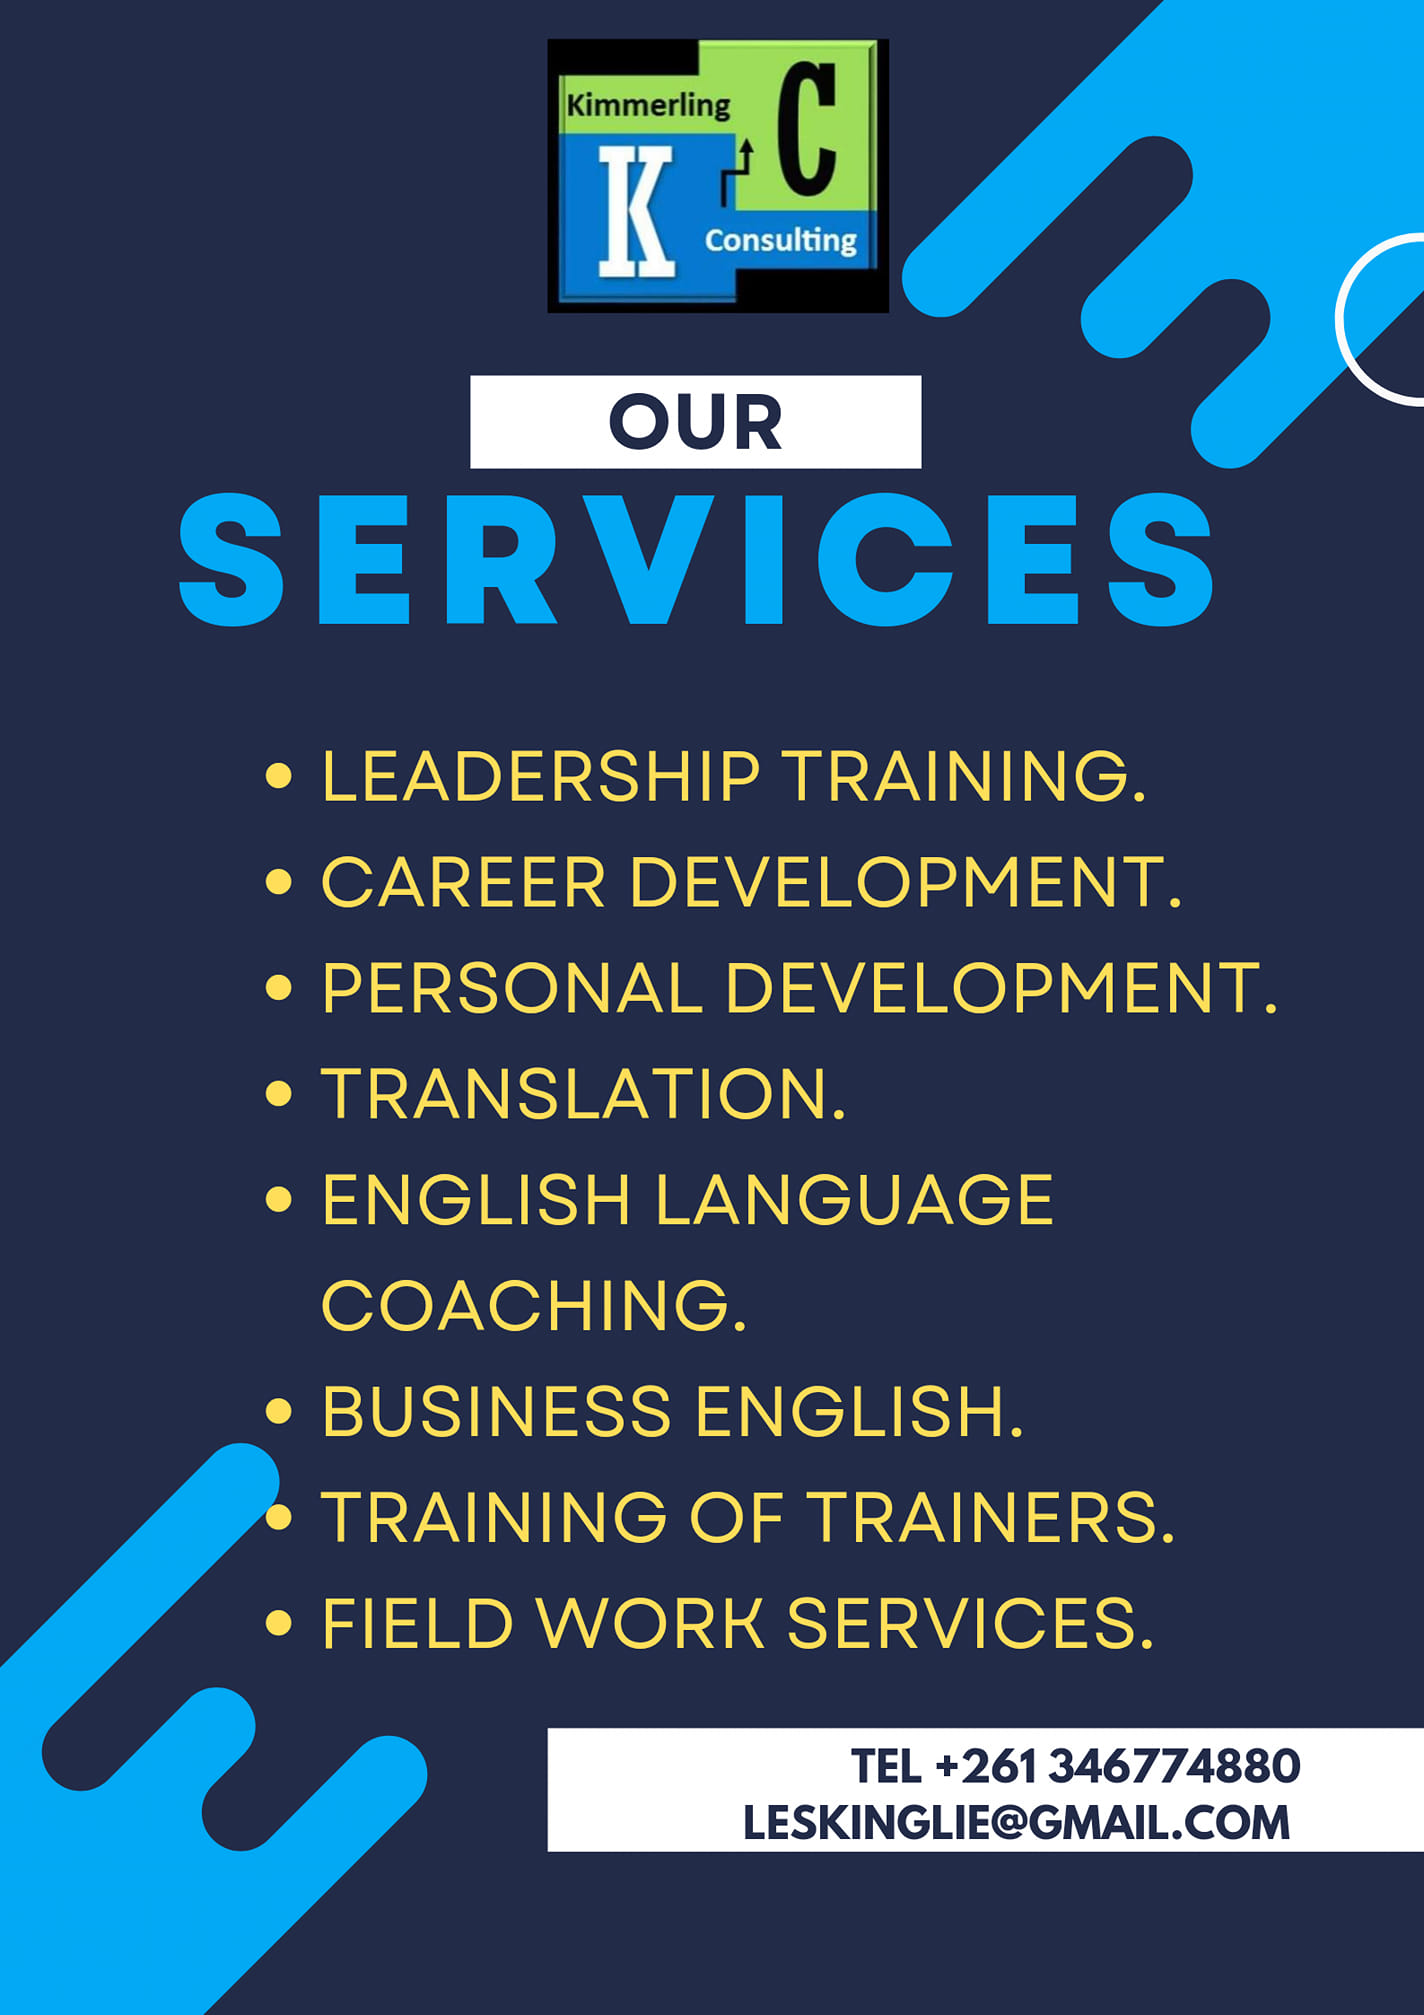 Kimmerling
C
K
Consulting
OUR
SERVICES
• LEADERSHIP TRAINING.
• CAREER DEVELOPMENT.
• PERSONAL DEVELOPMENT.
• TRANSLATION.
• ENGLISH LANGUAGE
COACHING.
• BUSINESS ENGLISH.
• TRAINING OF TRAINERS.
• FIELD WORK SERVICES.
TEL +261 346774880
LESKINGLIE@GMAIL.COM